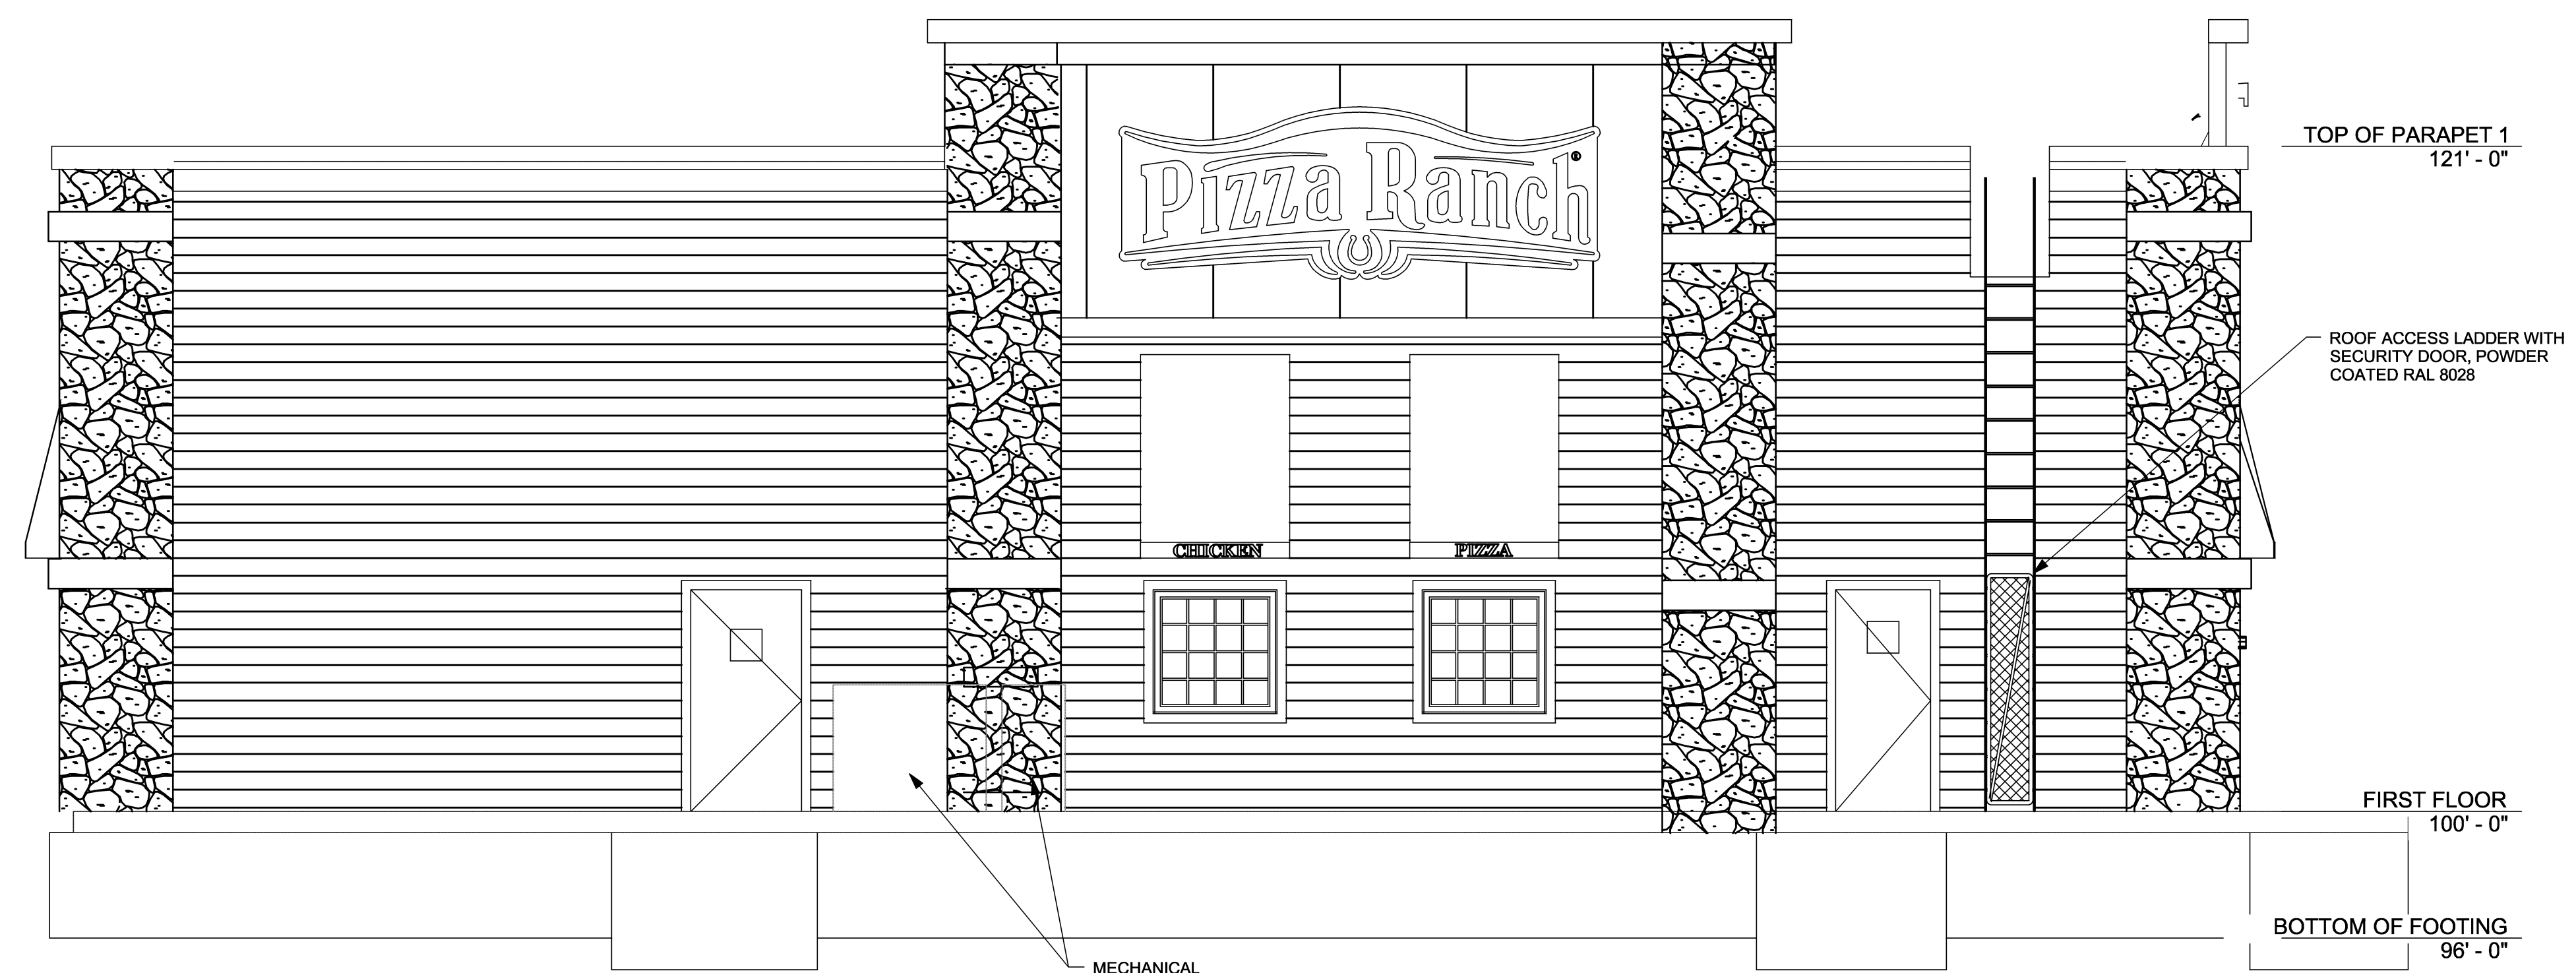 Pizza Ranch®
TOP OF PARAPET 1
121' - 0"
ROOF ACCESS LADDER WITH
SECURITY DOOR, POWDER
COATED RAL 8028
CHICKEN
PIZZA
FIRST FLOOR
100' - 0"
BOTTOM OF FOOTING
96' - 0"
MECHANICAL